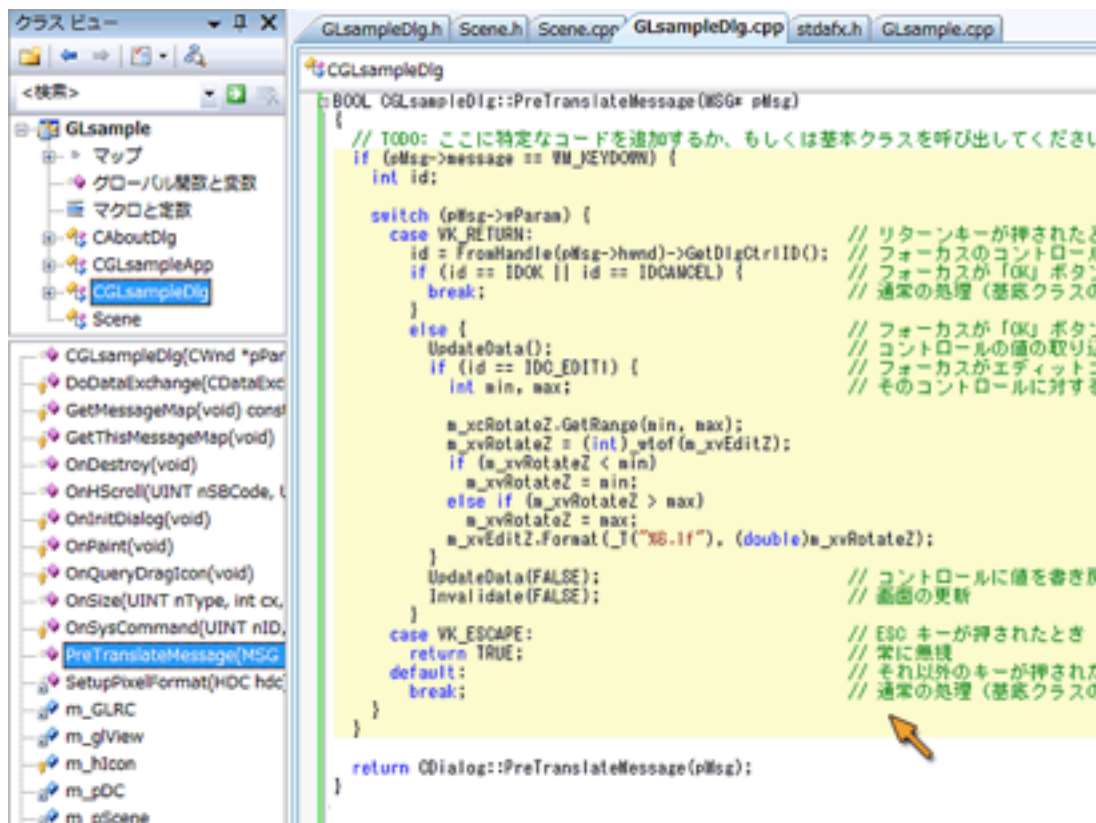 クラス ビュー
<検索>
GLsample
マップ
グローバル関数と変数
マクロと定数
CAboutDlg
CGLsampleApp
CGLsampleDlg
Scene
CGLsampleDlg(CWnd *pPar
DoDataExchange(CDataExc
GetMessageMap(void) const
GetThisMessageMap(void)
OnDestroy(void)
OnHScroll(UINT nSBCode, U
OnInitDialog(void)
OnPaint(void)
OnQueryDragIcon(void)
OnSize(UINT nType, int cx,
OnSysCommand(UINT nID,
PreTranslateMessage(MSG
SetupPixelFormat(HDC hdc)
m_GLRC
m_glView
m_hIcon
m_pDC
m_pScene
GLsampleDlg.h Scene.h Scene.cpp GLsampleDlg.cpp stdafx.h GLsample.cpp
CGLsampleDlg
BOOL CGLsampleDlg::PreTranslateMessage(MSG* pMsg)
{
// TODO: ここに特定なコードを追加するか、もしくは基本クラスを呼び出してください
if (pMsg->message == WM_KEYDOWN) {
int id;
switch (pMsg->wParam) {
case VK_RETURN: // リターンキーが押されたと
id = FromHandle(pMsg->hwnd)->GetDlgCtrlID(); // フォーカスのコントロール
if (id == IDOK || id == IDCANCEL) { // フォーカスが「OK」ボタン
break; // 通常の処理（基底クラスの
}
else { // フォーカスが「OK」ボタン
UpdateData(); // コントロールの値の取り込
if (id == IDC_EDIT1) { // フォーカスがエディットコ
int min, max; // そのコントロールに対する
m_xcRotateZ.GetRange(min, max);
m_xvRotateZ = (int)_wtof(m_xvEditZ);
if (m_xvRotateZ < min)
m_xvRotateZ = min;
else if (m_xvRotateZ > max)
m_xvRotateZ = max;
m_xvEditZ.Format(_T("%6.1f"), (double)m_xvRotateZ);
}
UpdateData(FALSE); // コントロールに値を書き戻
Invalidate(FALSE); // 画面の更新
}
case VK_ESCAPE: // ESC キーが押されたとき
return TRUE; // 常に無視
default: // それ以外のキーが押された
break; // 通常の処理（基底クラスの
}
}
return CDialog::PreTranslateMessage(pMsg);
}